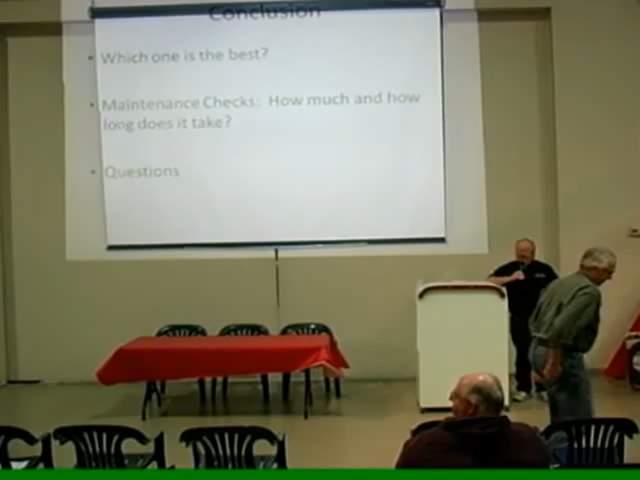 Conclusion
• Which one is the best?
• Maintenance Checks: How much and how
long does it take?
• Questions